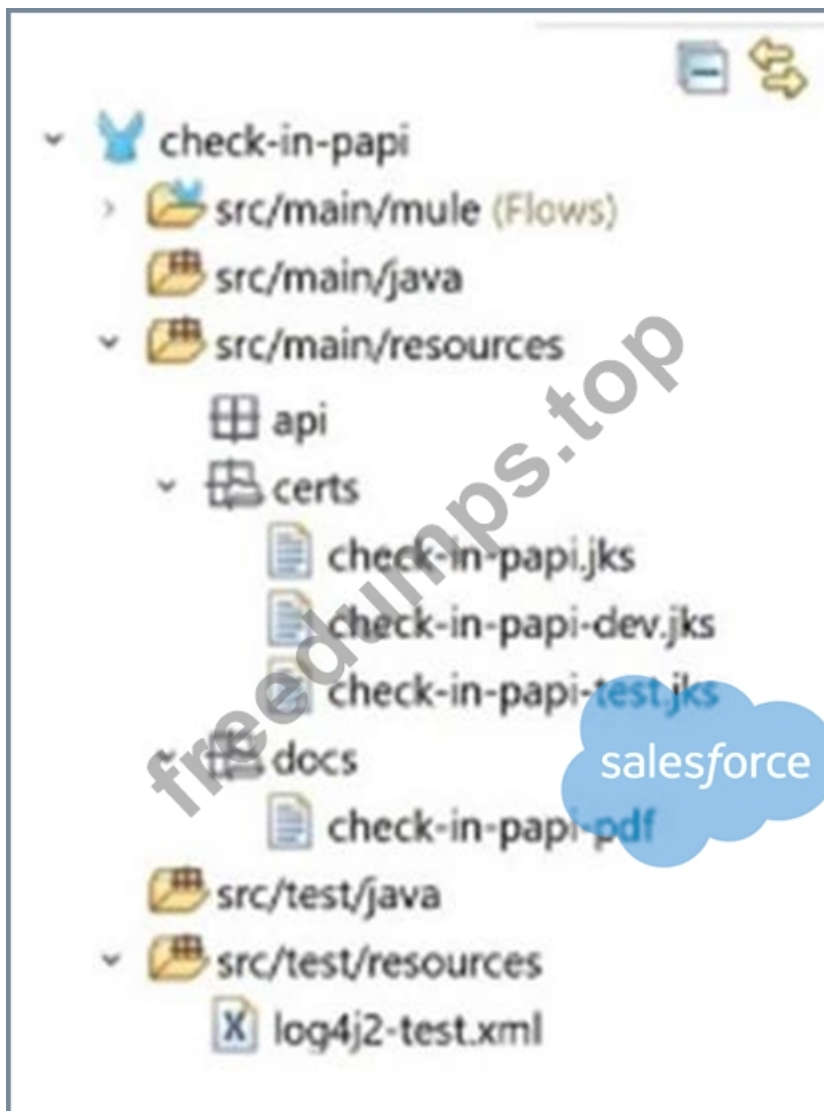 check-in-papi
src/main/mule (Flows)
src/main/java
src/main/resources
api
certs
check-in-papi.jks
check-in-papi-dev.jks
check-in-papi-test.jks
docs
check-in-papi-pdf
src/test/java
src/test/resources
log4j2-test.xml
freedumps.top
salesforce